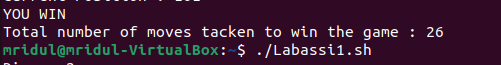 YOU WIN
Total number of moves tacken to win the game : 26
mridul@mridul-VirtualBox:~$ ./Labassi1.sh